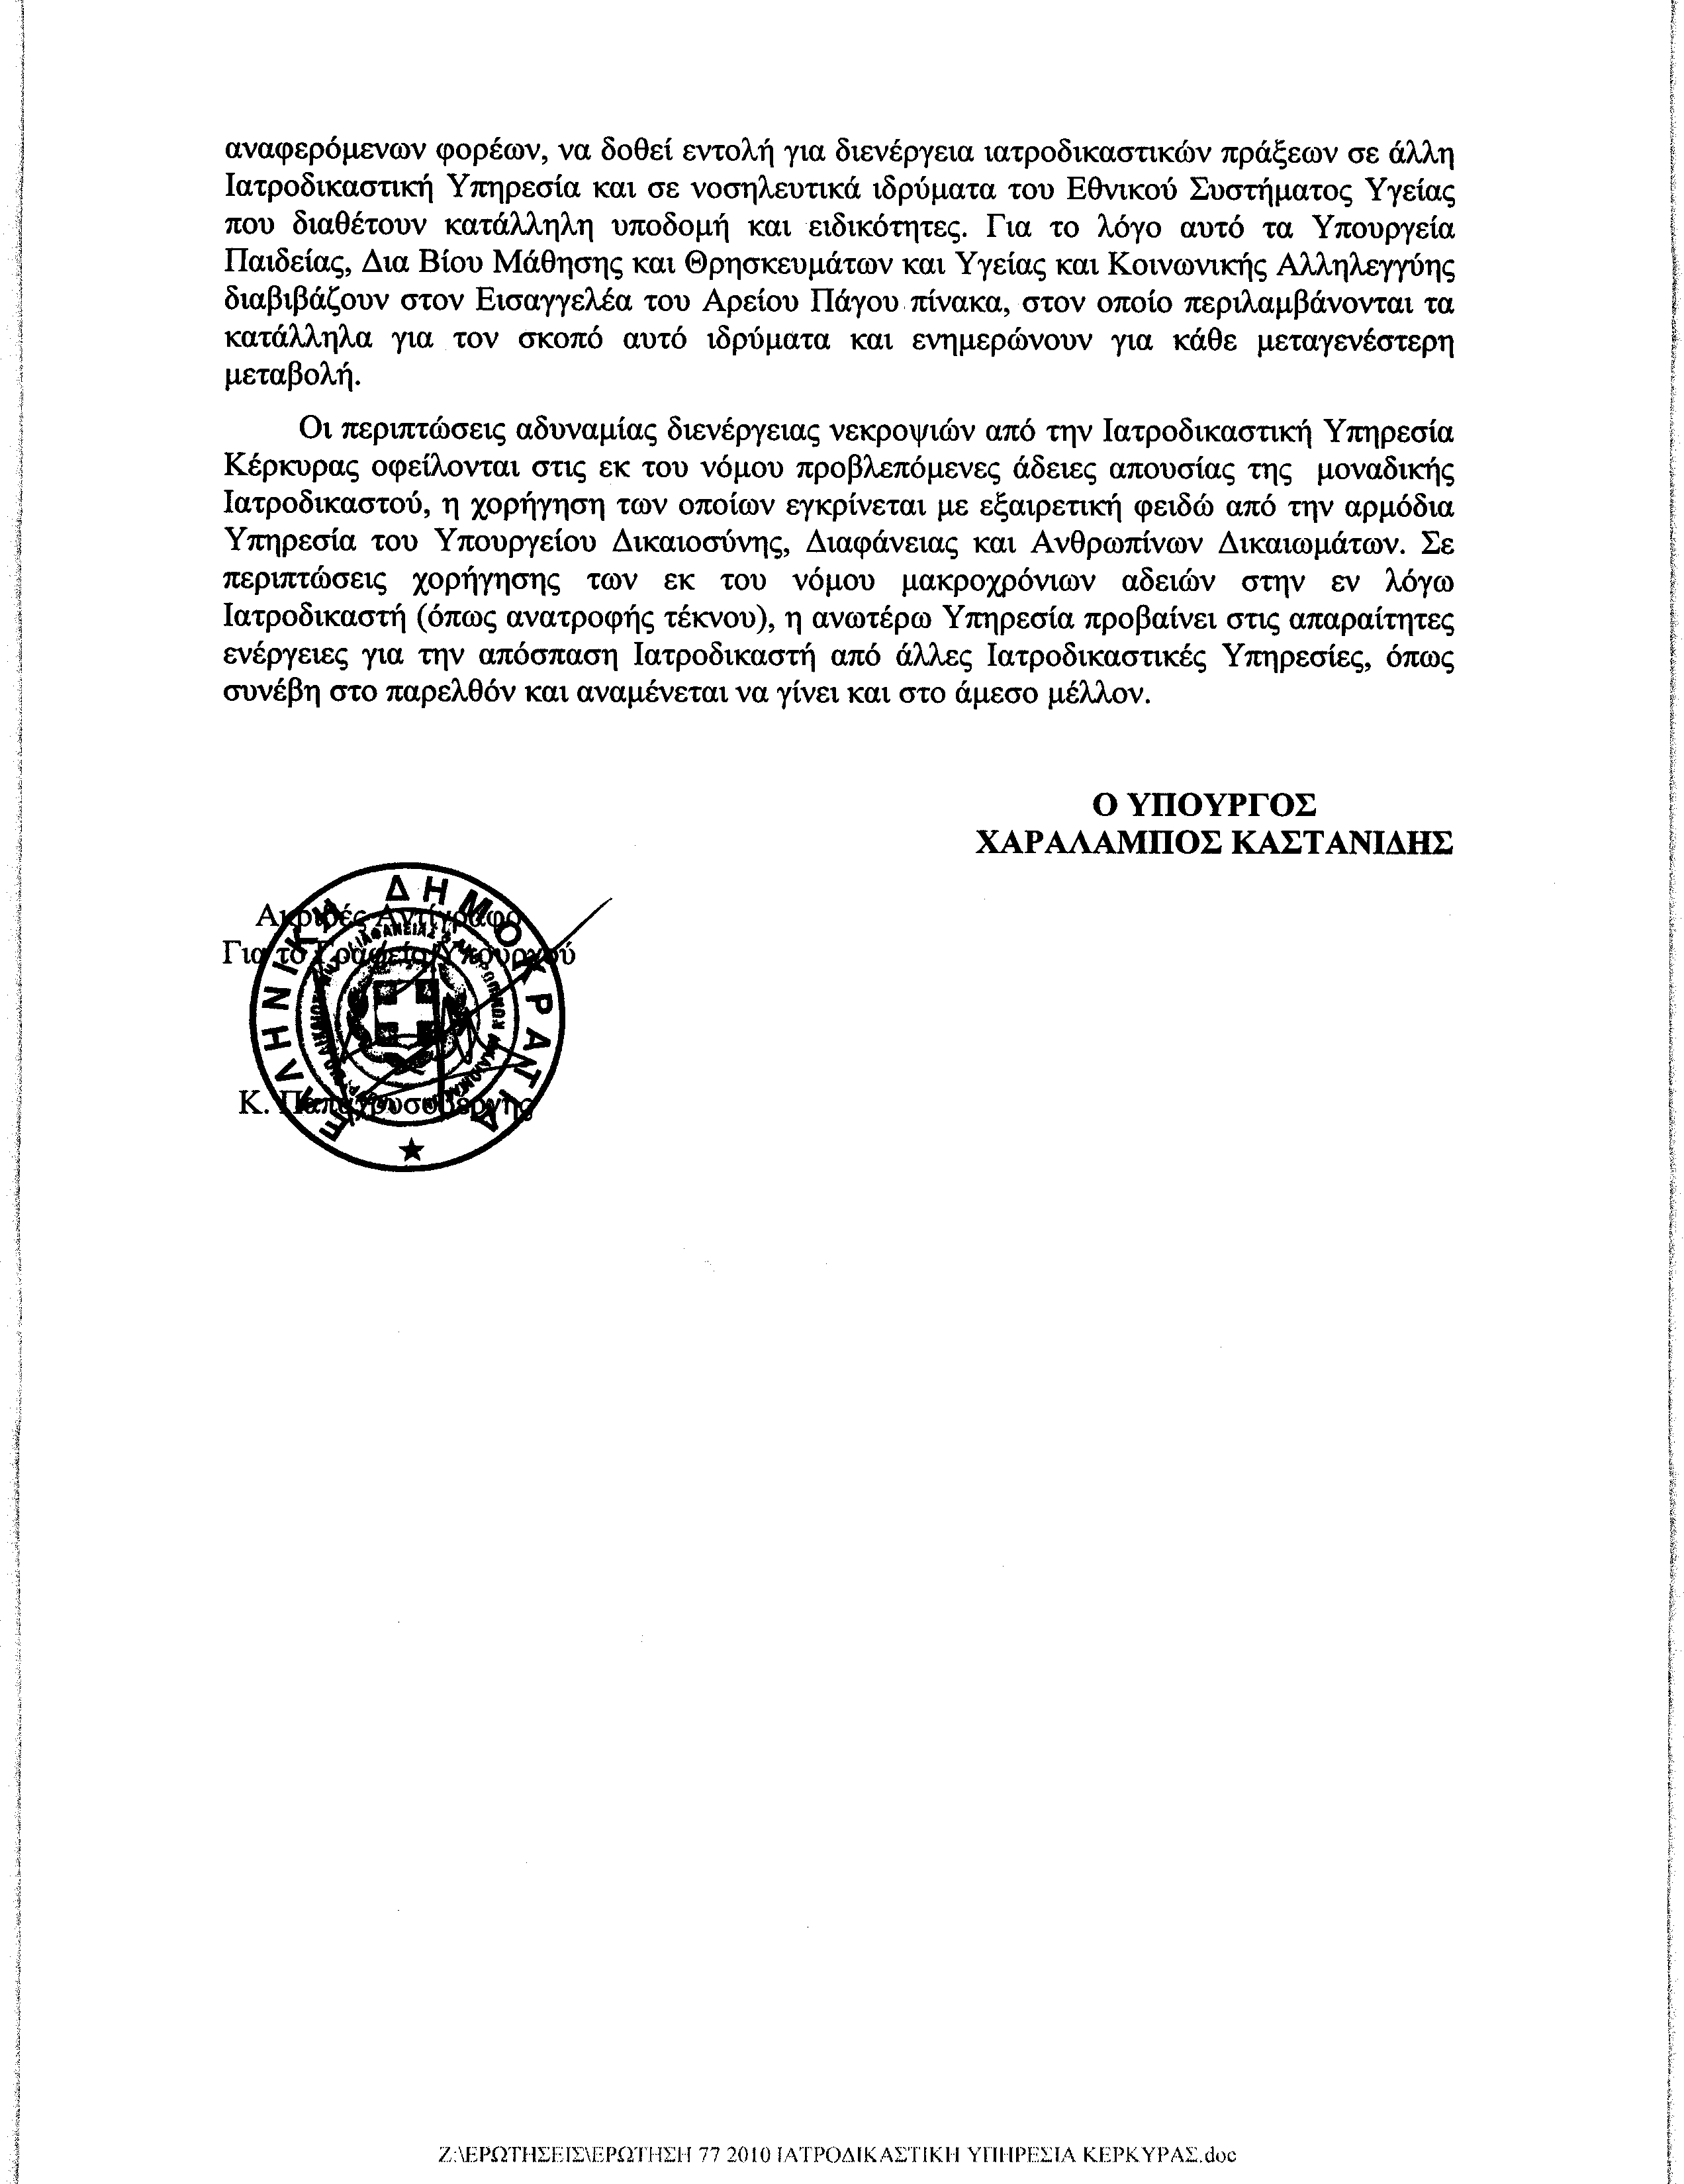 αναφερόμενων φορέων, να δοθεί εντολή για διενέργεια ιατροδικαστικών πράξεων σε άλλη
Ιατροδικαστική Υπηρεσία και σε νοσηλευτικά ιδρύματα του Εθνικού Συστήματος Υγείας
που διαθέτουν κατάλληλη υποδομή και ειδικότητες. Για το λόγο αυτό τα Υπουργεία
Παιδείας, Δια Βίου Μάθησης και Θρησκευμάτων και Υγείας και Κοινωνικής Αλληλεγγύης
διαβιβάζουν στον Εισαγγελέα του Αρείου Πάγου πίνακα, στον οποίο περιλαμβάνονται τα
κατάλληλα για τον σκοπό αυτό ιδρύματα και ενημερώνουν για κάθε μεταγενέστερη
μεταβολή.
Οι περιπτώσεις αδυναμίας διενέργειας νεκροψιών από την Ιατροδικαστική Υπηρεσία
Κέρκυρας οφείλονται στις εκ του νόμου προβλεπόμενες άδειες απουσίας της μοναδικής
Ιατροδικαστού, η χορήγηση των οποίων εγκρίνεται με εξαιρετική φειδώ από την αρμόδια
Υπηρεσία του Υπουργείου Δικαιοσύνης, Διαφάνειας και Ανθρωπίνων Δικαιωμάτων. Σε
περιπτώσεις χορήγησης των εκ του νόμου μακροχρόνιων αδειών στην εν λόγω
Ιατροδικαστή (όπως ανατροφής τέκνου), η ανωτέρω Υπηρεσία προβαίνει στις απαραίτητες
ενέργειες για την απόσπαση Ιατροδικαστή από άλλες Ιατροδικαστικές Υπηρεσίες, όπως
συνέβη στο παρελθόν και αναμένεται να γίνει και στο άμεσο μέλλον.
Ο ΥΠΟΥΡΓΟΣ
ΧΑΡΑΛΑΜΠΟΣ ΚΑΣΤΑΝΙΔΗΣ
Ακριβές Αντίγραφο
Για το Γραφείο Υπουργού
ΕΛΛΗΝΙΚΗ ΔΗΜΟΚΡΑΤΙΑ
Κ. Παπαχρυσοβέργης
Z:\ΕΡΩΤΗΣΕΙΣ\ΕΡΩΤΗΣΗ 77 2010 ΙΑΤΡΟΔΙΚΑΣΤΙΚΗ ΥΠΗΡΕΣΙΑ ΚΕΡΚΥΡΑΣ.doc